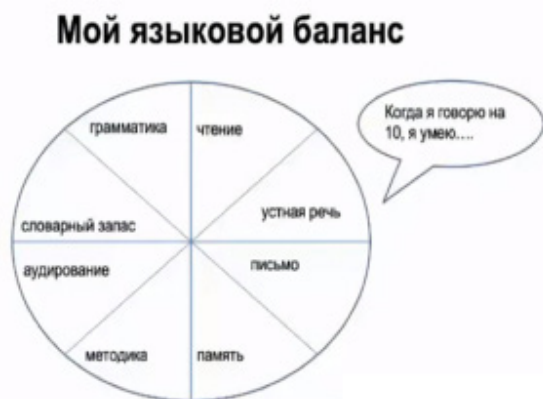 Мой языковой баланс
грамматика
чтение
Когда я говорю на
10, я умею....
словарный запас
устная речь
аудирование
письмо
методика
память